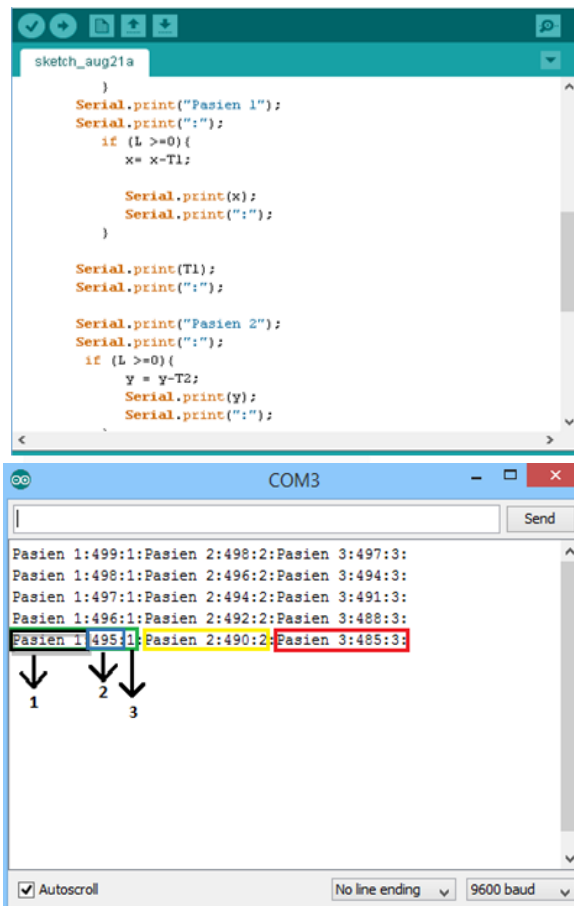 sketch_aug21a
}
Serial.print("Pasien 1");
Serial.print(":");
if (L >=0){
x= x-T1;
Serial.print(x);
Serial.print(":");
}
Serial.print(T1);
Serial.print(":");
Serial.print("Pasien 2");
Serial.print(":");
if (L >=0){
y = y-T2;
Serial.print(y);
Serial.print(":");
COM3
Send
Pasien 1:499:1:Pasien 2:498:2:Pasien 3:497:3:
Pasien 1:498:1:Pasien 2:496:2:Pasien 3:494:3:
Pasien 1:497:1:Pasien 2:494:2:Pasien 3:491:3:
Pasien 1:496:1:Pasien 2:492:2:Pasien 3:488:3:
Pasien 1:495:1:Pasien 2:490:2:Pasien 3:485:3:
1 2 3
Autoscroll No line ending 9600 baud